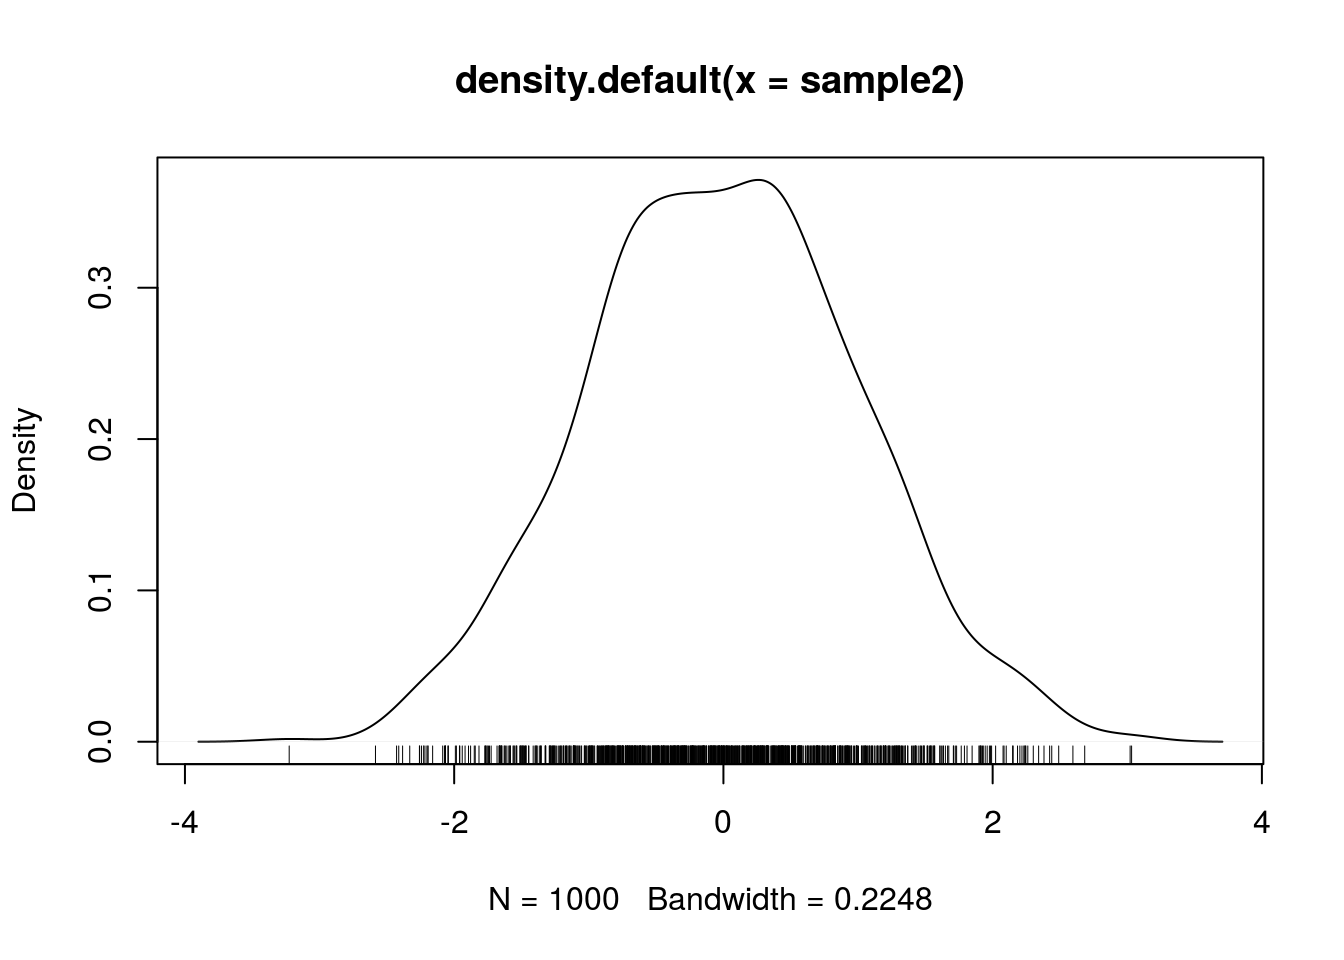 density.default(x = sample2)
Density
0.3
0.2
0.1
0.0
-4 -2 0 2 4
N = 1000 Bandwidth = 0.2248